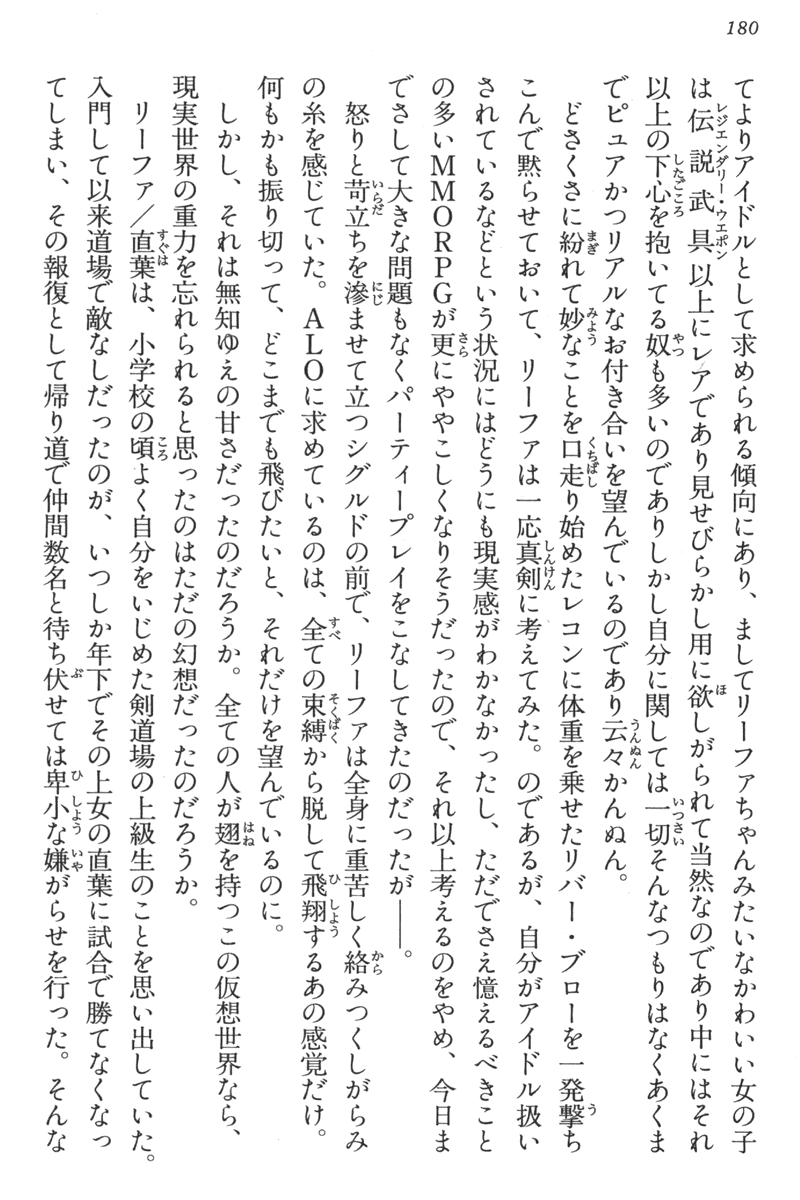 180
てよりアイドルとして求められる傾向にあり、ましてリーファちゃんみたいなかわいい女の子
は伝説武具以上にレアであり見せびらかし用に欲しがられて当然なのであり中にはそれ
以上の下心を抱いてる奴も多いのでありしかし自分に関しては一切そんなつもりはなくあくま
でピュアかつリアルなお付き合いを望んでいるのであり云々かんぬん。
　どさくさに紛れて妙なことを口走り始めたレコンに体重を乗せたリバー・ブローを一発撃ち
こんで黙らせておいて、リーファは一応真剣に考えてみた。のであるが、自分がアイドル扱い
されているなどという状況にはどうにも現実感がわかなかったし、ただでさえ憶えるべきこと
の多いＭＭＯＲＰＧが更にややこしくなりそうだったので、それ以上考えるのをやめ、今日ま
でさして大きな問題もなくパーティープレイをこなしてきたのだったが――。
　怒りと苛立ちを滲ませて立つシグルドの前で、リーファは全身に重苦しく絡みつくしがらみ
の糸を感じていた。ＡＬＯに求めているのは、全ての束縛から脱して飛翔するあの感覚だけ。
何もかも振り切って、どこまでも飛びたいと、それだけを望んでいるのに。
　しかし、それは無知ゆえの甘さだったのだろうか。全ての人が翅を持つこの仮想世界なら、
現実世界の重力を忘れられると思ったのはただの幻想だったのだろうか。
　リーファ／直葉は、小学校の頃よく自分をいじめた剣道場の上級生のことを思い出していた。
入門して以来道場で敵なしだったのが、いつしか年下でその上女の直葉に試合で勝てなくなっ
てしまい、その報復として帰り道で仲間数名と待ち伏せては卑小な嫌がらせを行った。そんな